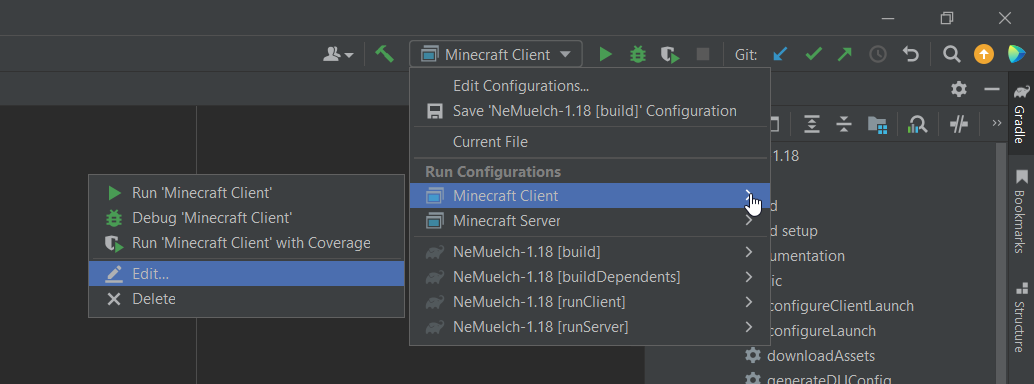 Minecraft Client
Git:
Edit Configurations...
Save 'NeMuelch-1.18 [build]' Configuration
Current File
Run Configurations
Minecraft Client
Minecraft Server
NeMuelch-1.18 [build]
NeMuelch-1.18 [buildDependents]
NeMuelch-1.18 [runClient]
NeMuelch-1.18 [runServer]
Run 'Minecraft Client'
Debug 'Minecraft Client'
Run 'Minecraft Client' with Coverage
Edit...
Delete
1.18
d
d setup
umentation
ic
configureClientLaunch
configureLaunch
downloadAssets
generateDLIConfig
Gradle
Bookmarks
Structure